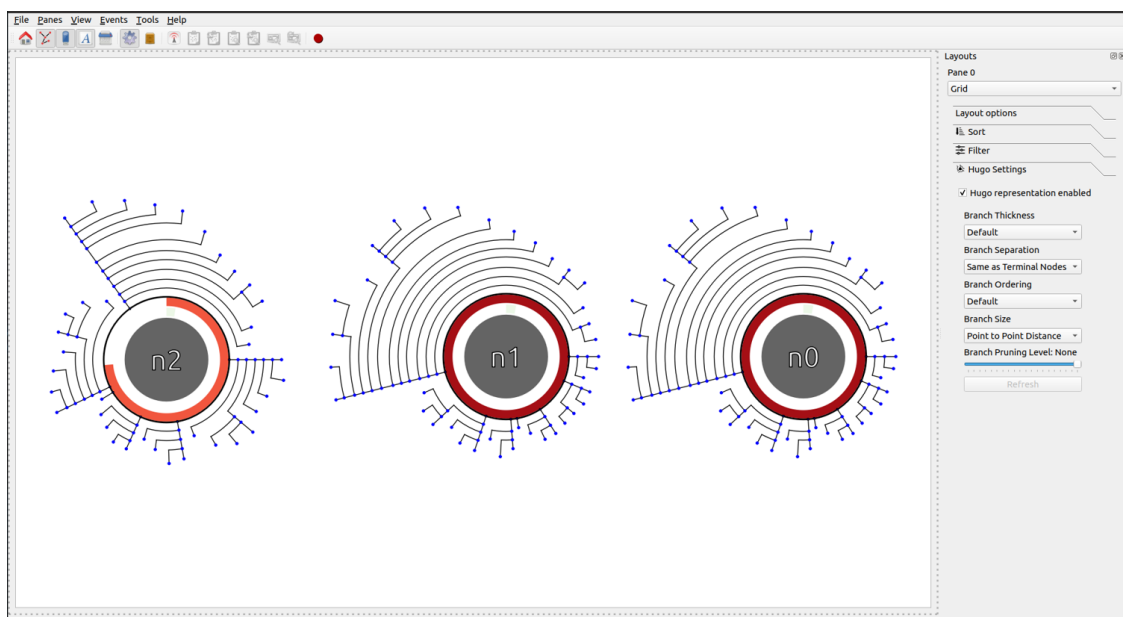 File Panes View Events Tools Help
A
Layouts
Pane 0
Grid
Layout options
Sort
Filter
Hugo Settings
Hugo representation enabled
Branch Thickness
Default
Branch Separation
Same as Terminal Nodes
Branch Ordering
Default
Branch Size
Point to Point Distance
Branch Pruning Level: None
Refresh
n2 n1 n0